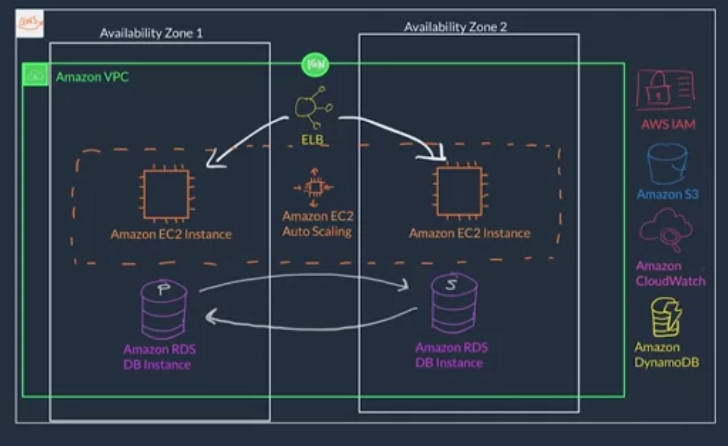 aws
Availability Zone 1
Availability Zone 2
Amazon VPC
IGW
ELB
AWS IAM
Amazon S3
Amazon EC2 Instance
Amazon EC2
Auto Scaling
Amazon EC2 Instance
Amazon
CloudWatch
P
S
Amazon RDS
DB Instance
Amazon RDS
DB Instance
Amazon
DynamoDB